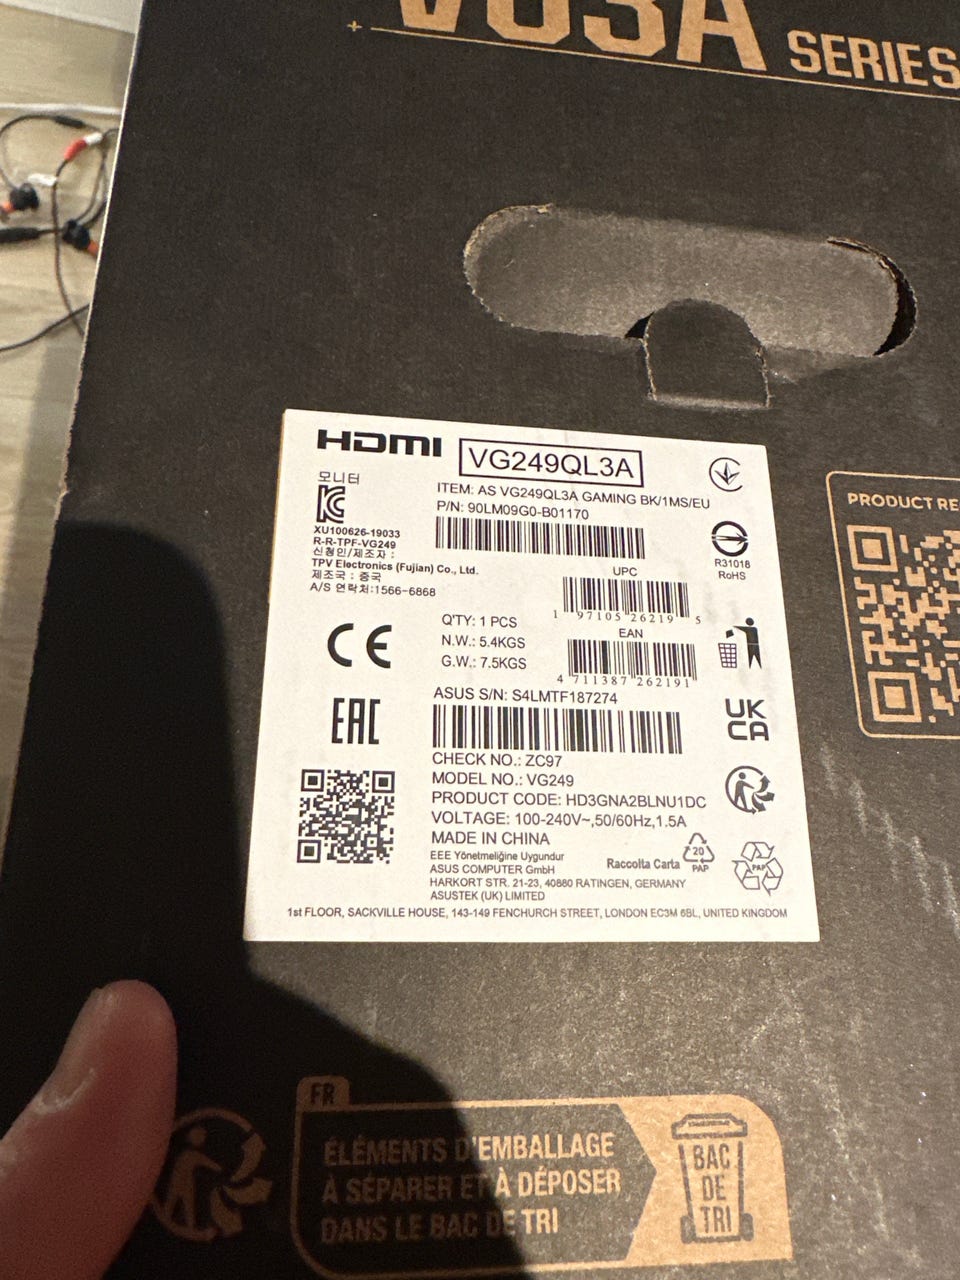 SERIES
HDMI
VG249QL3A
모니터
ITEM: AS VG249QL3A GAMING BK/1MS/EU
P/N: 90LM09G0-B01170
XU100626-19033
R-R-TPF-VG249
신청인/제조자 :
TPV Electronics (Fujian) Co., Ltd.
제조국 : 중국
A/S 연락처:1566-6868
R31018
RoHS
PRODUCT RE
UPC
1 97105 26219 5
EAN
4 711387 262191
Q'TY: 1 PCS
N.W.: 5.4KGS
G.W.: 7.5KGS
CE
EAC
UK
CA
ASUS S/N: S4LMTF187274
CHECK NO.: ZC97
MODEL NO.: VG249
PRODUCT CODE: HD3GNA2BLNU1DC
VOLTAGE: 100-240V~,50/60Hz,1.5A
MADE IN CHINA
EEE Yönetmeliğine Uygundur
ASUS COMPUTER GmbH
HARKORT STR. 21-23, 40880 RATINGEN, GERMANY
ASUSTEK (UK) LIMITED
1st FLOOR, SACKVILLE HOUSE, 143-149 FENCHURCH STREET, LONDON EC3M 6BL, UNITED KINGDOM
Raccolta Carta
20
PAP
PAP
FR
ÉLÉMENTS D'EMBALLAGE
À SÉPARER ET À DÉPOSER
DANS LE BAC DE TRI
BAC
DE
TRI